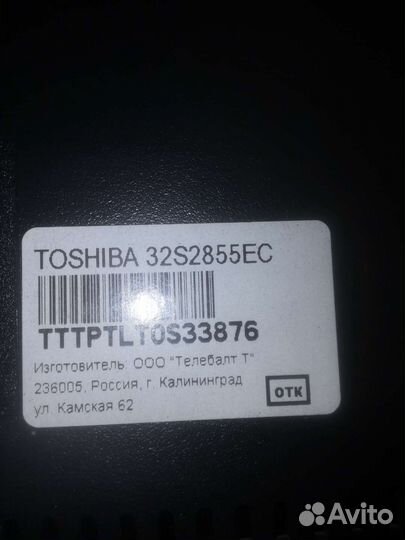 TOSHIBA 32S2855EC
TTTPTLT0S33876
Изготовитель: ООО "Телебалт Т"
236005, Россия, г. Калининград
ул. Камская 62
ОТК
Avito